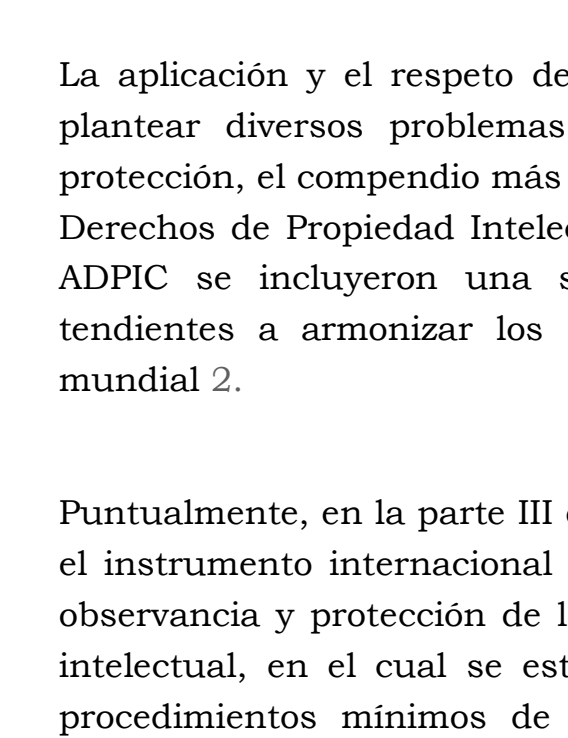 La aplicación y el respeto de
plantear diversos problemas
protección, el compendio más
Derechos de Propiedad
ADPIC se incluyeron una
tendientes a armonizar los
mundial 2.
Puntualmente, en la parte III
el instrumento internacional
observancia y protección de
intelectual, en el cual se
procedimientos mínimos de